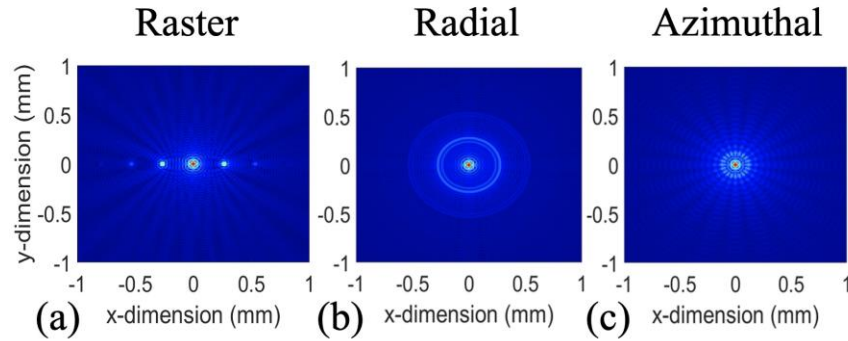 Raster Radial Azimuthal
y-dimension (mm)
1 1 1
0.5 0.5 0.5
0 0 0
-0.5 -0.5 -0.5
-1 -1 -1
-1 -0.5 0 0.5 1 -1 -0.5 0 0.5 1 -1 -0.5 0 0.5 1
(a) x-dimension (mm) (b) x-dimension (mm) (c) x-dimension (mm)